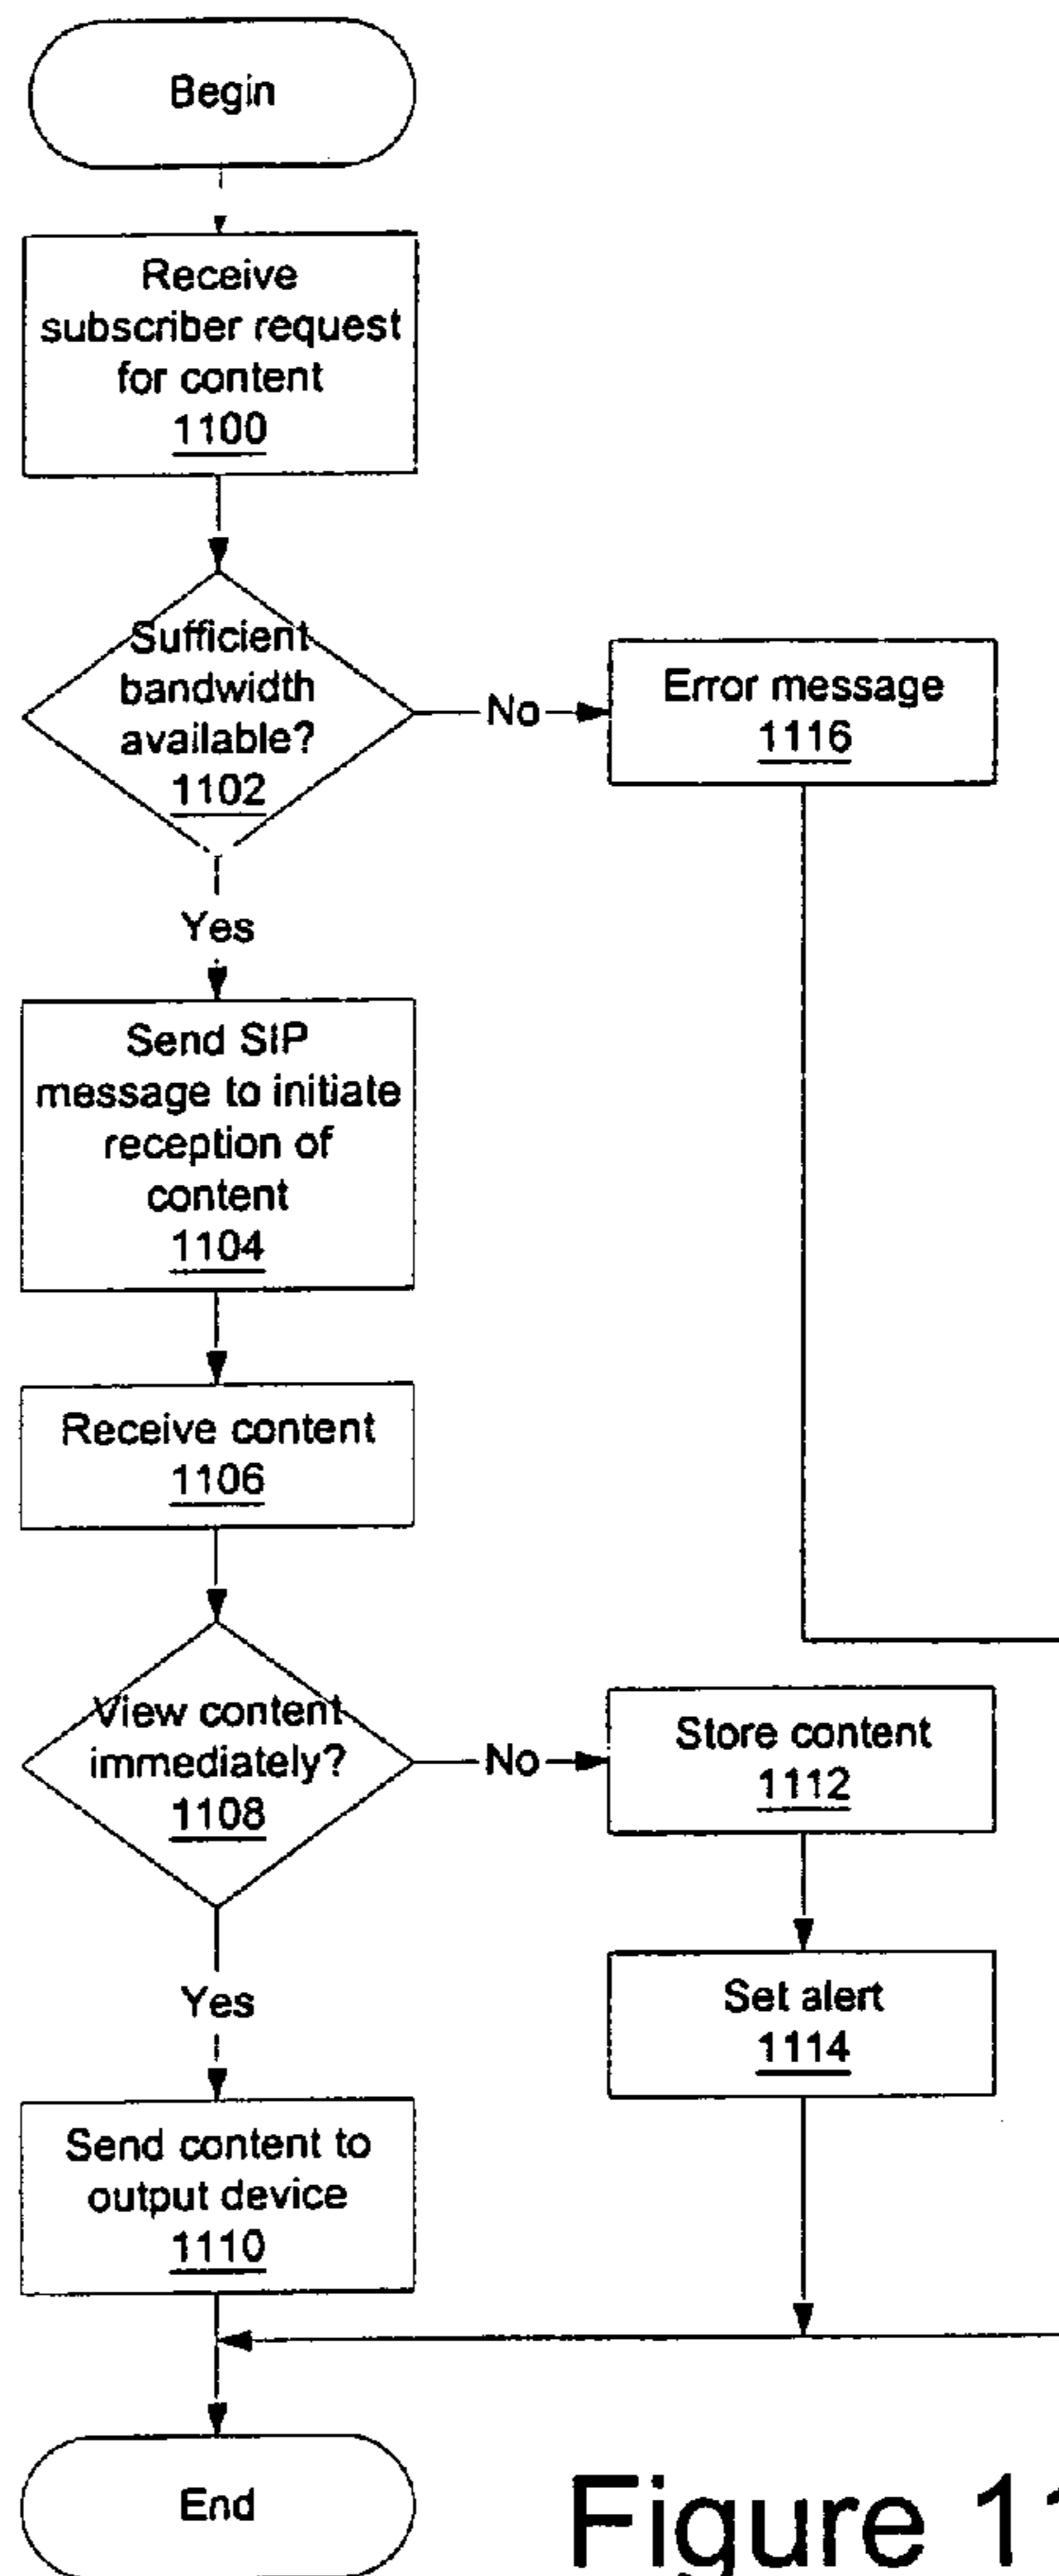 Begin
Receive
subscriber request
for content
1100
Sufficient
bandwidth
available?
1102
No
Error message
1116
Yes
Send SIP
message to initiate
reception of
content
1104
Receive content
1106
View content
immediately?
1108
No
Store content
1112
Set alert
1114
Yes
Send content to
output device
1110
End
Figure 11